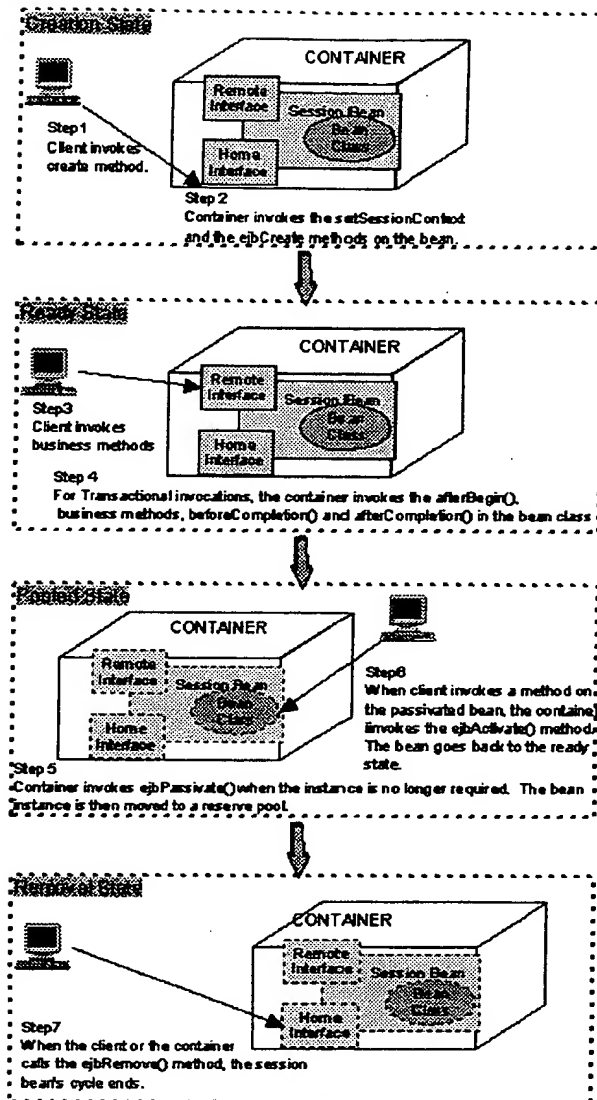 Creation State
CONTAINER
Remote
Interface
Session Bean
Bean
Class
Home
Interface
Step 1
Client invokes
create method.
Step 2
Container invokes the setSessionContext
and the ejbCreate methods on the bean.
Ready State
CONTAINER
Remote
Interface
Session Bean
Bean
Class
Home
Interface
Step3
Client invokes
business methods
Step 4
For Transactional invocations, the container invokes the afterBegin(),
business methods, beforeCompletion() and afterCompletion() in the bean class
Pooled State
CONTAINER
Remote
Interface
Session Bean
Bean
Class
Home
Interface
Step6
When client invokes a method on
the passivated bean, the containe
iinvokes the ejbActivate() method.
The bean goes back to the ready
state.
Step 5
Container invokes ejbPassivate() when the instance is no longer required. The bean
instance is then moved to a reserve pool.
Removal State
CONTAINER
Remote
Interface
Session Bean
Bean
Class
Home
Interface
Step7
When the client or the container
calls the ejbRemove() method, the session
bean's cycle ends.